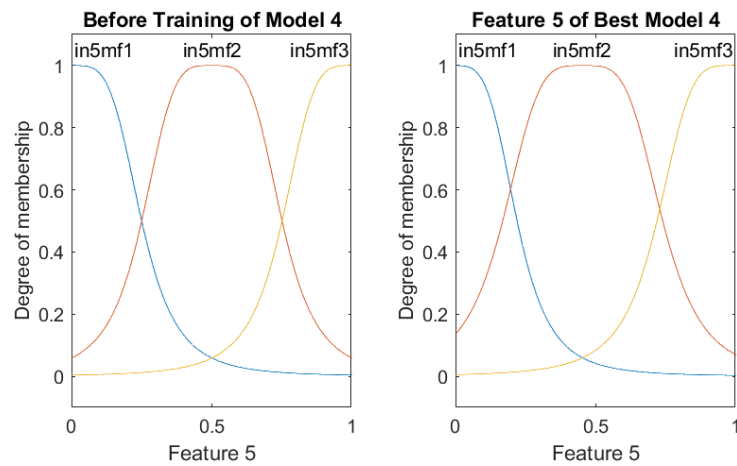 Before Training of Model 4
in5mf1 in5mf2 in5mf3
1
0.8
0.6
0.4
0.2
0
Degree of membership
0 0.5 1
Feature 5
Feature 5 of Best Model 4
in5mf1 in5mf2 in5mf3
1
0.8
0.6
0.4
0.2
0
Degree of membership
0 0.5 1
Feature 5